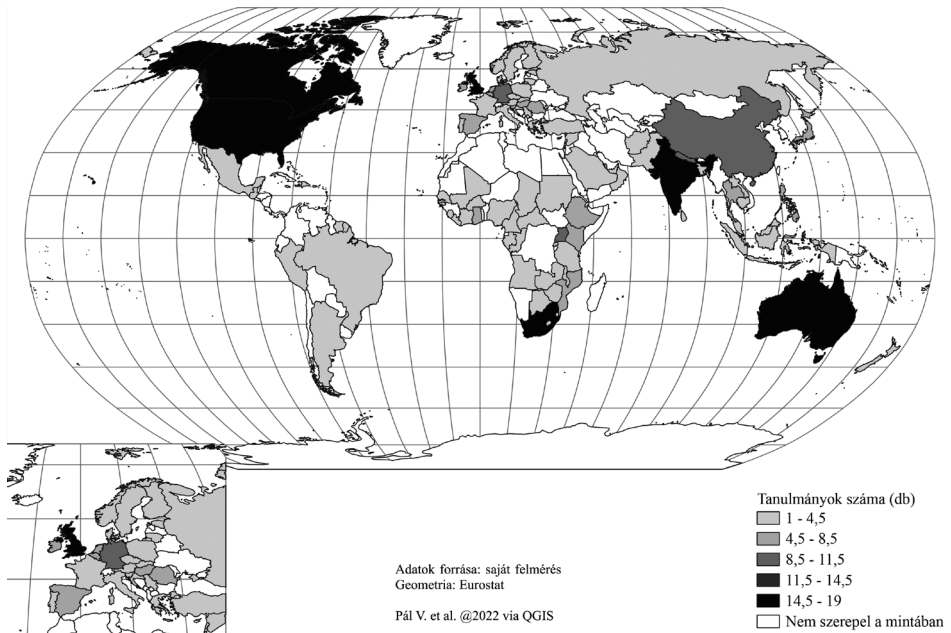 Tanulmányok száma (db)
1 - 4,5
4,5 - 8,5
8,5 - 11,5
11,5 - 14,5
14,5 - 19
Nem szerepel a mintában
Adatok forrása: saját felmérés
Geometria: Eurostat
Pál V. et al. @2022 via QGIS